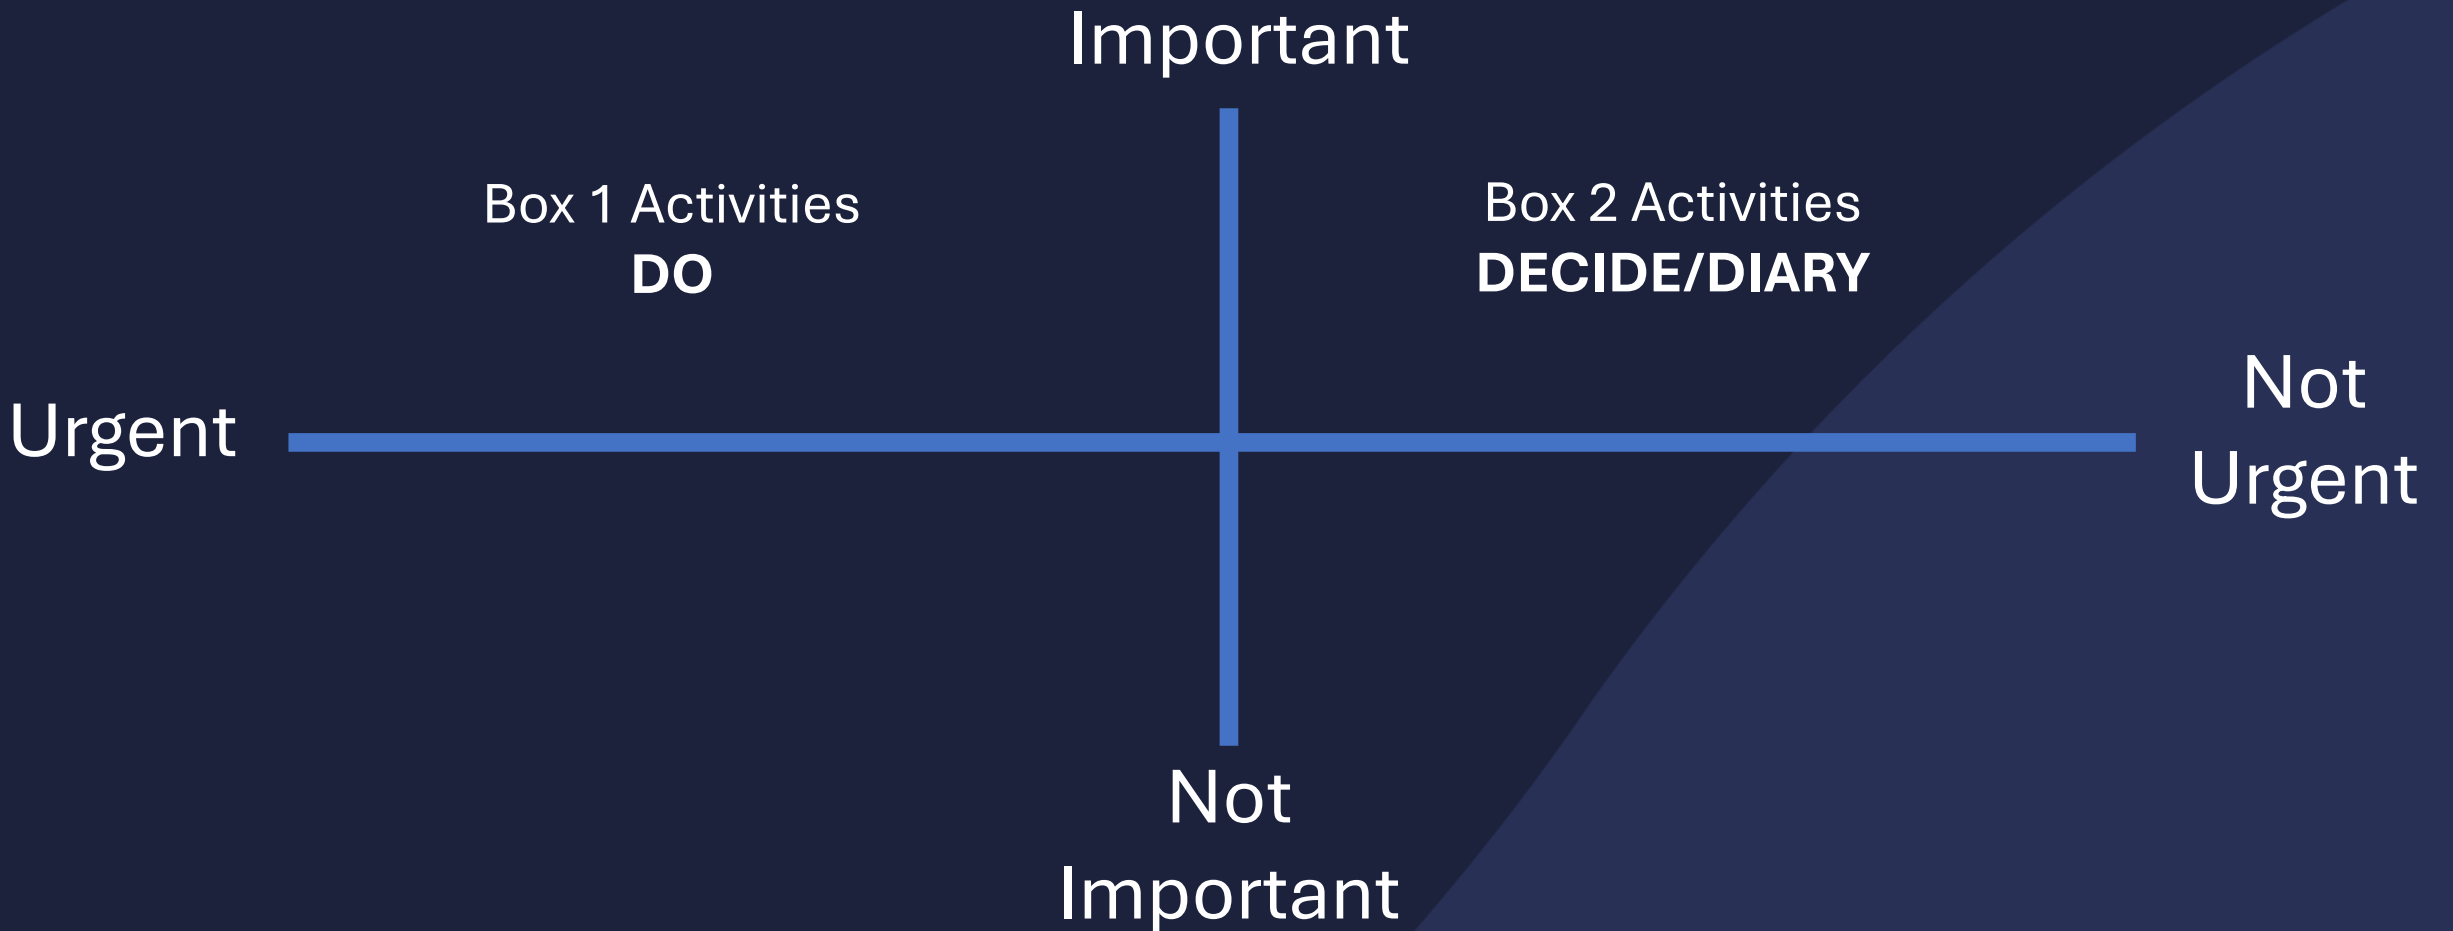 Important
Box 1 Activities
DO
Box 2 Activities
DECIDE/DIARY
Urgent
Not
Urgent
Not
Important